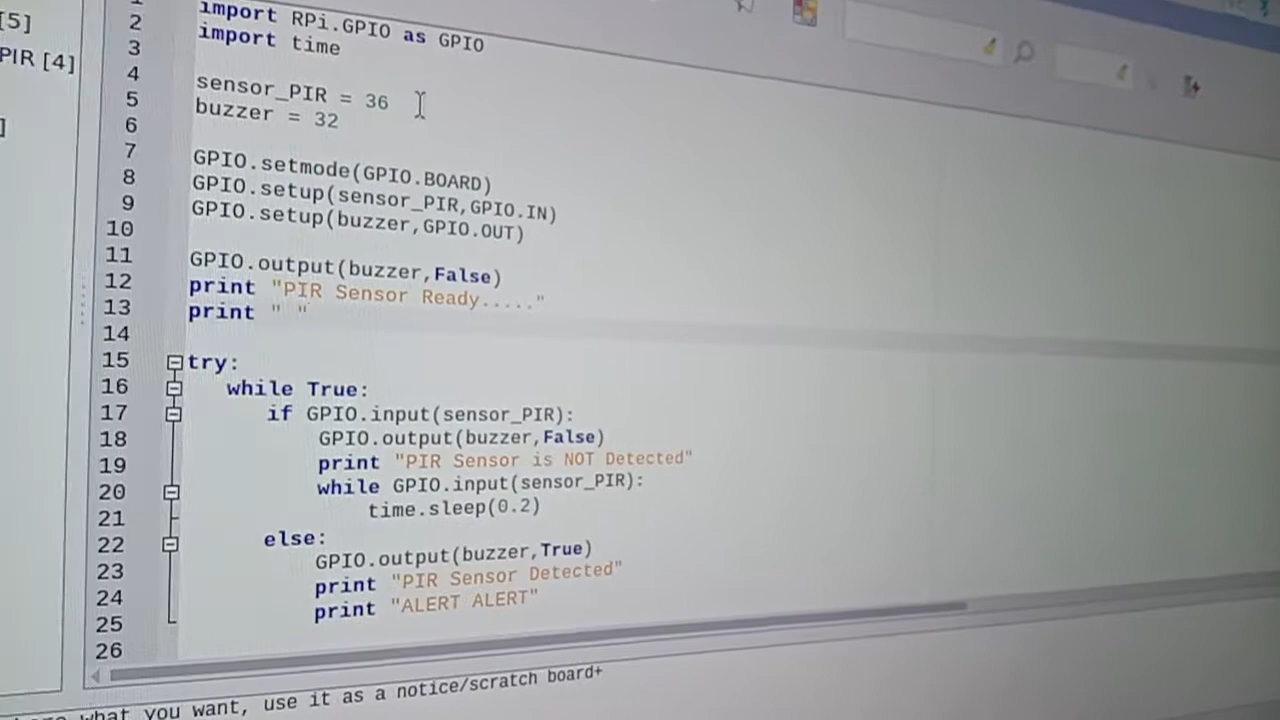 [5]
PIR [4]
]
1
2 import RPi.GPIO as GPIO
3 import time
4
5 sensor_PIR = 36
6 buzzer = 32
7
8 GPIO.setmode(GPIO.BOARD)
9 GPIO.setup(sensor_PIR,GPIO.IN)
10 GPIO.setup(buzzer,GPIO.OUT)
11
12 GPIO.output(buzzer,False)
13 print "PIR Sensor Ready....."
14 print " "
15 try:
16 while True:
17 if GPIO.input(sensor_PIR):
18 GPIO.output(buzzer,False)
19 print "PIR Sensor is NOT Detected"
20 while GPIO.input(sensor_PIR):
21 time.sleep(0.2)
22 else:
23 GPIO.output(buzzer,True)
24 print "PIR Sensor Detected"
25 print "ALERT ALERT"
26
what you want, use it as a notice/scratch board+